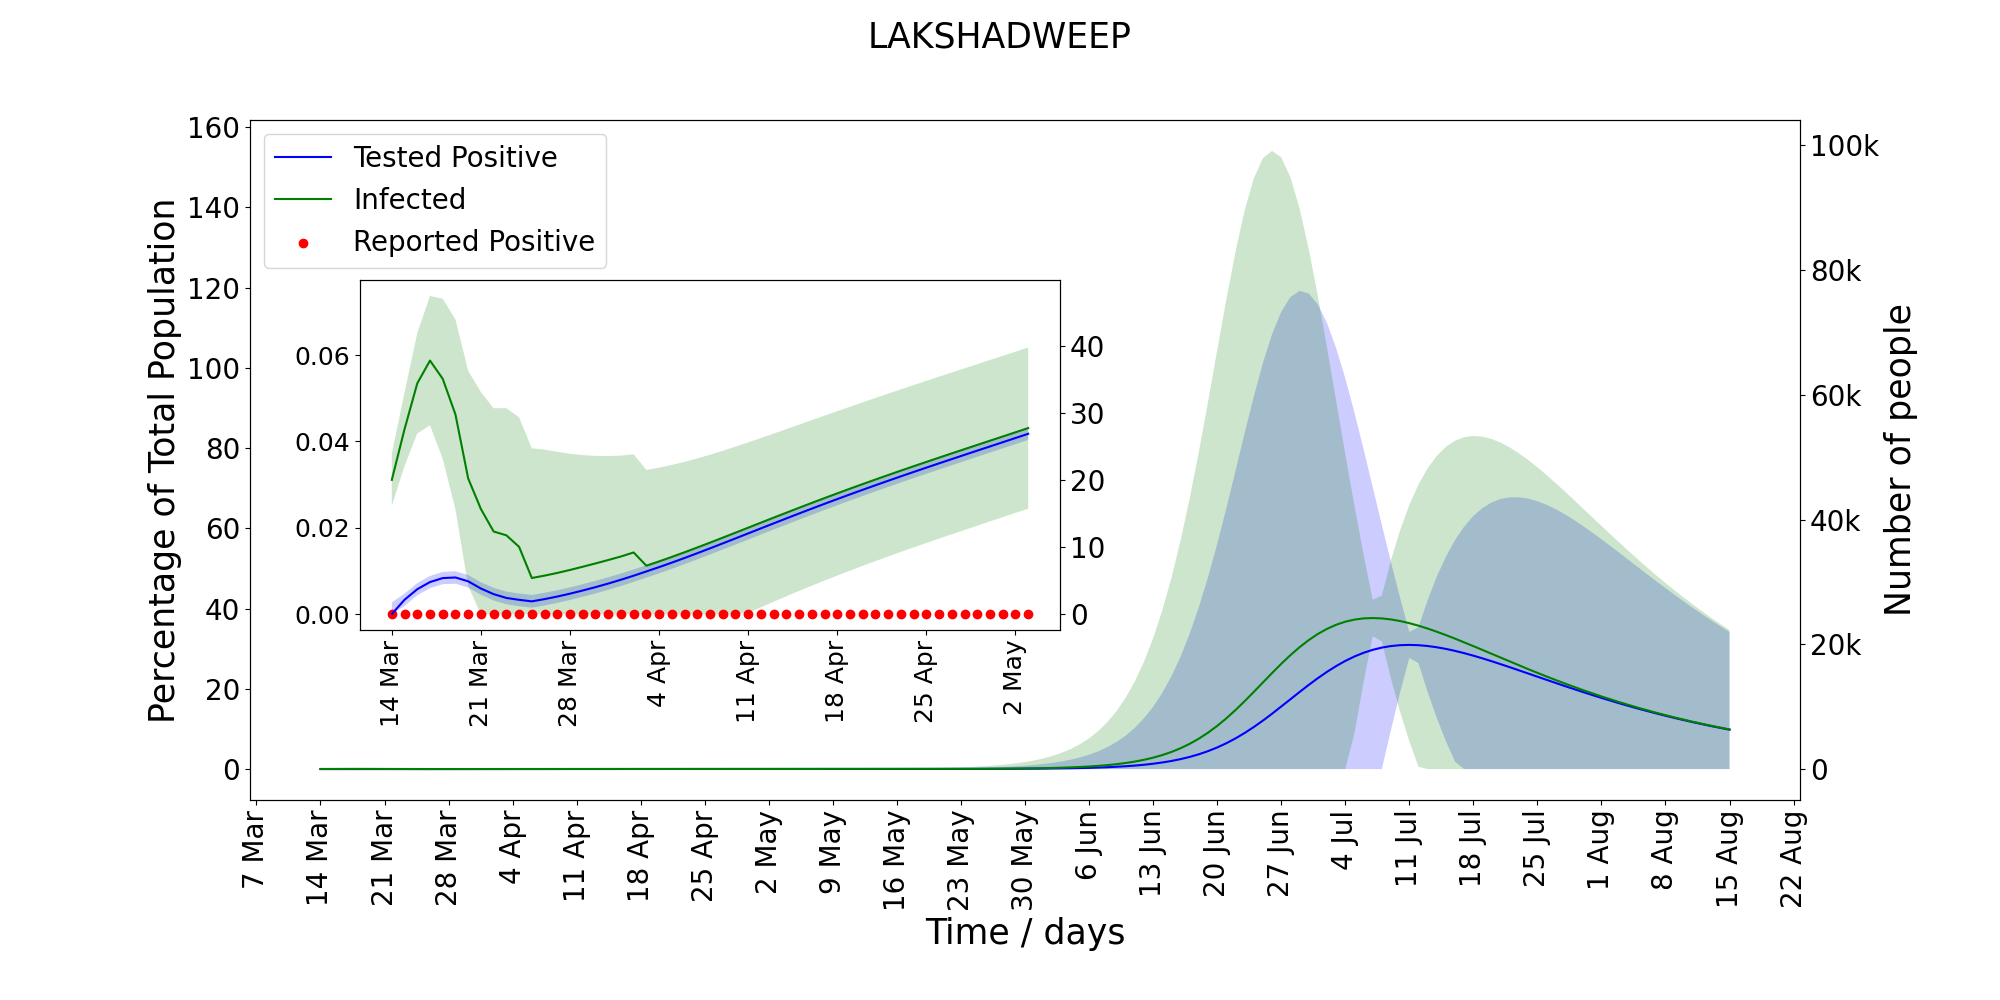 LAKSHADWEEP
Tested Positive
Infected
Reported Positive
Percentage of Total Population
160
140
120
100
80
60
40
20
0
100k
80k
60k
40k
20k
0
Number of people
0.06
0.04
0.02
0.00
40
30
20
10
0
14 Mar
21 Mar
28 Mar
4 Apr
11 Apr
18 Apr
25 Apr
2 May
7 Mar
14 Mar
21 Mar
28 Mar
4 Apr
11 Apr
18 Apr
25 Apr
2 May
9 May
16 May
23 May
30 May
6 Jun
13 Jun
20 Jun
27 Jun
4 Jul
11 Jul
18 Jul
25 Jul
1 Aug
8 Aug
15 Aug
22 Aug
Time / days